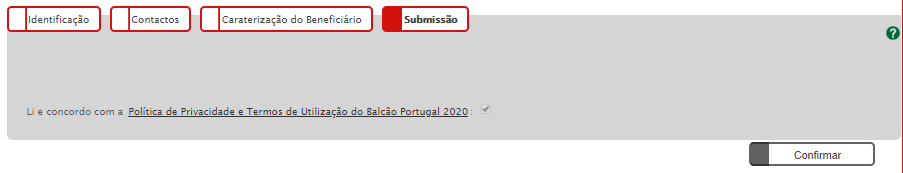 Identificação Contactos Caraterização do Beneficiário Submissão
?
Li e concordo com a Política de Privacidade e Termos de Utilização do Balcão Portugal 2020 :
Confirmar